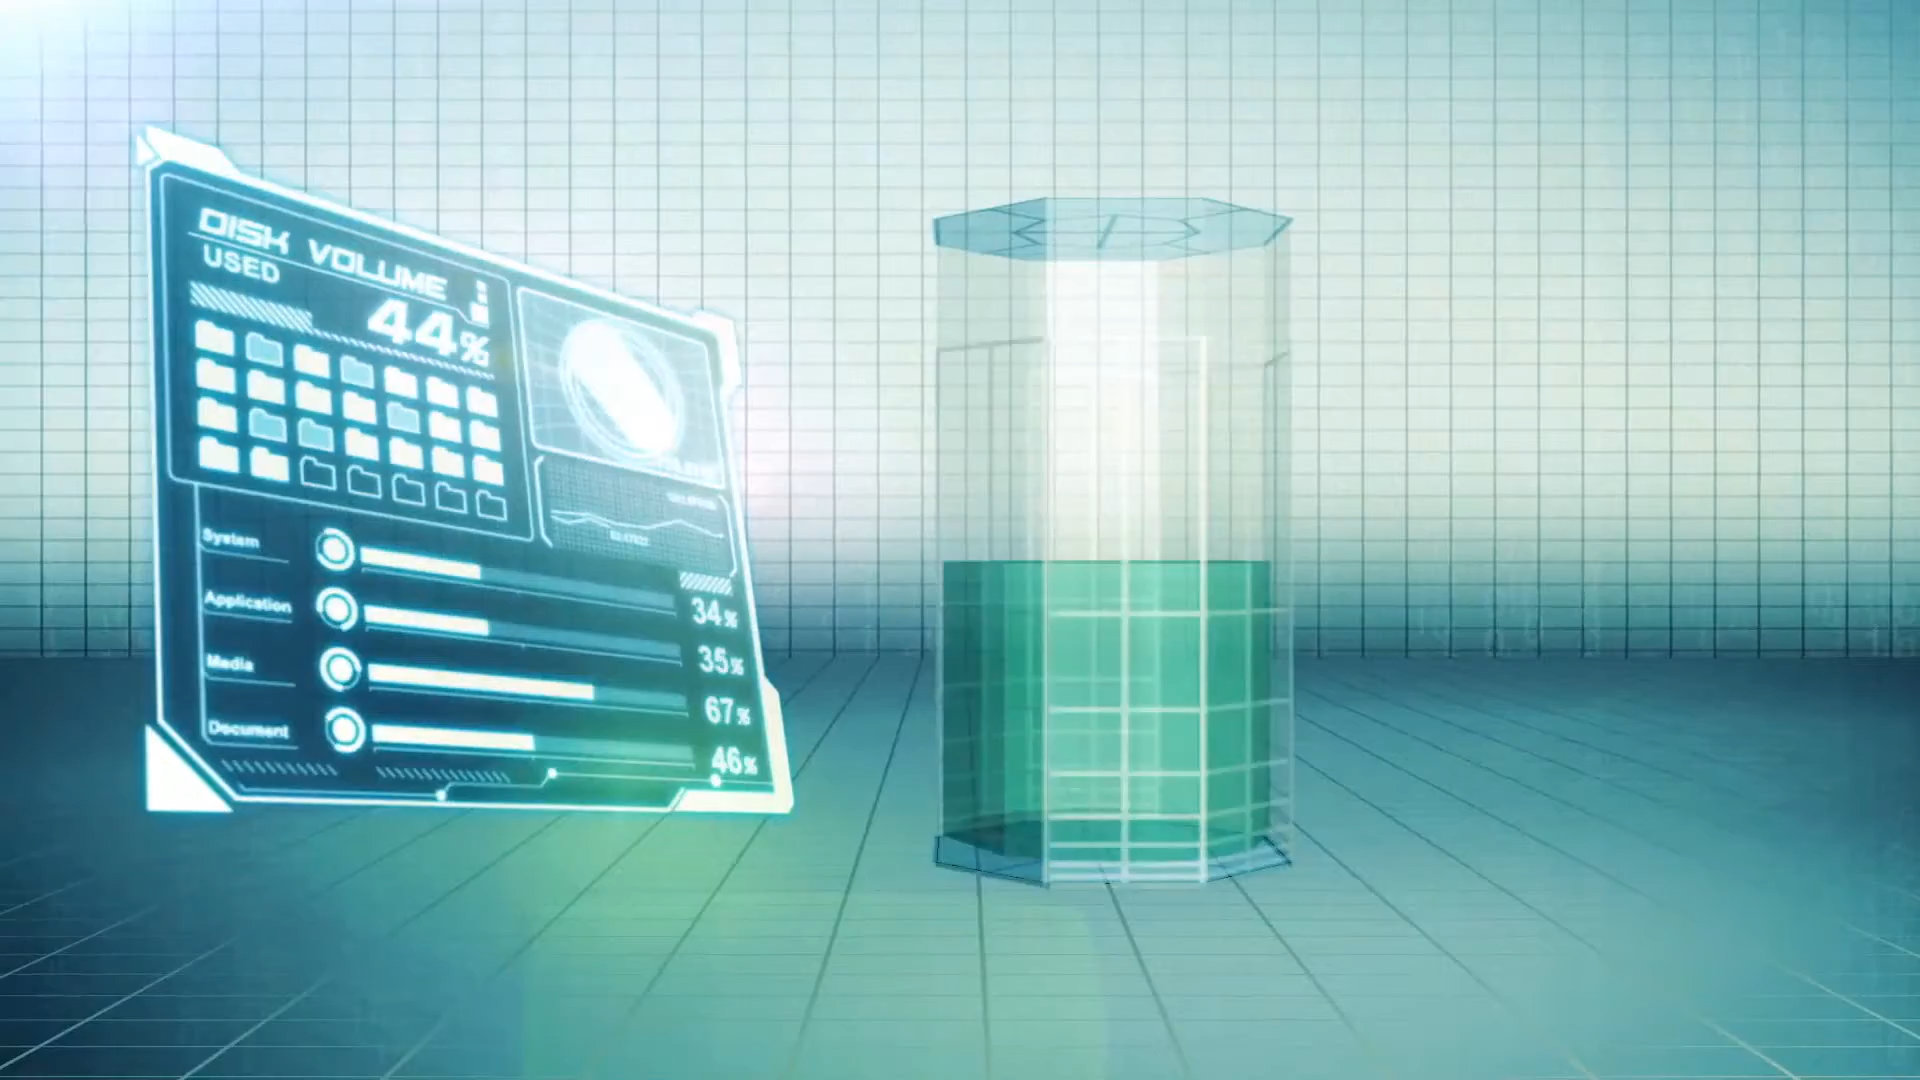 DISK VOLUME
USED
44%
System
34%
Application
35%
Media
67%
Document
46%